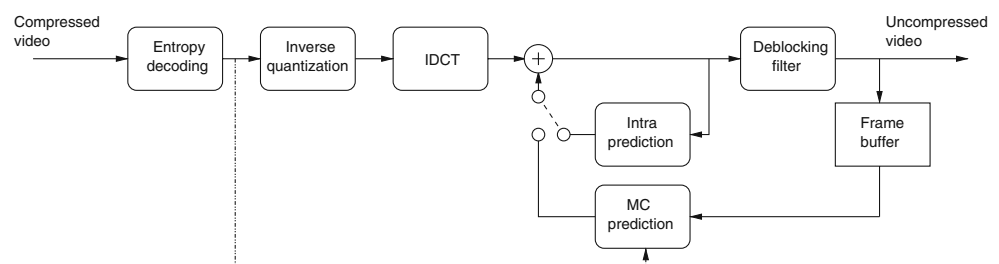 Compressed
video
Entropy
decoding
Inverse
quantization
IDCT
+
Deblocking
filter
Uncompressed
video
Intra
prediction
Frame
buffer
MC
prediction